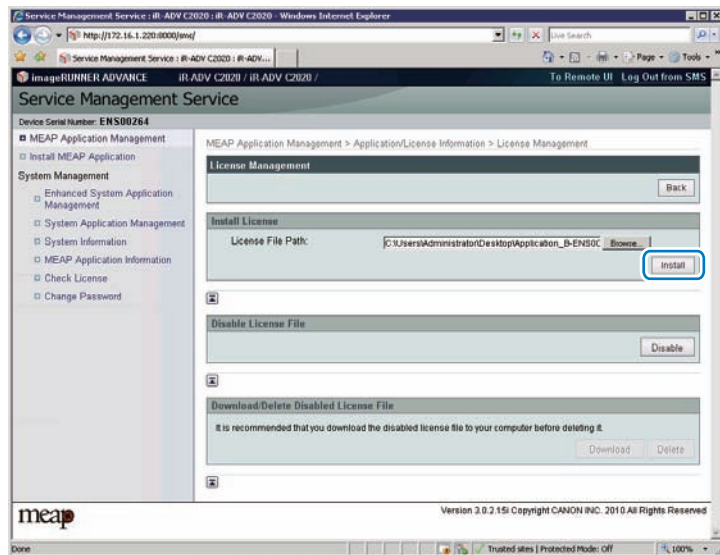 Service Management Service : iR-ADV C2020 : iR-ADV C2020 - Windows Internet Explorer
http://172.16.1.220:8000/sms/
Live Search
Service Management Service : iR-ADV C2020 : iR-ADV...
Page
Tools
imageRUNNER ADVANCE
iR-ADV C2020 / iR-ADV C2020 /
To Remote UI
Log Out from SMS
Service Management Service
Device Serial Number: ENS00264
MEAP Application Management
Install MEAP Application
System Management
Enhanced System Application
Management
System Application Management
System Information
MEAP Application Information
Check License
Change Password
MEAP Application Management > Application/License Information > License Management
License Management
Back
Install License
License File Path:
C:\Users\Administrator\Desktop\Application_B-ENS0C
Browse...
Install
Disable License File
Disable
Download/Delete Disabled License File
It is recommended that you download the disabled license file to your computer before deleting it.
Download
Delete
meap
Version 3.0.2.15i Copyright CANON INC. 2010 All Rights Reserved
Done
Trusted sites | Protected Mode: Off
100%